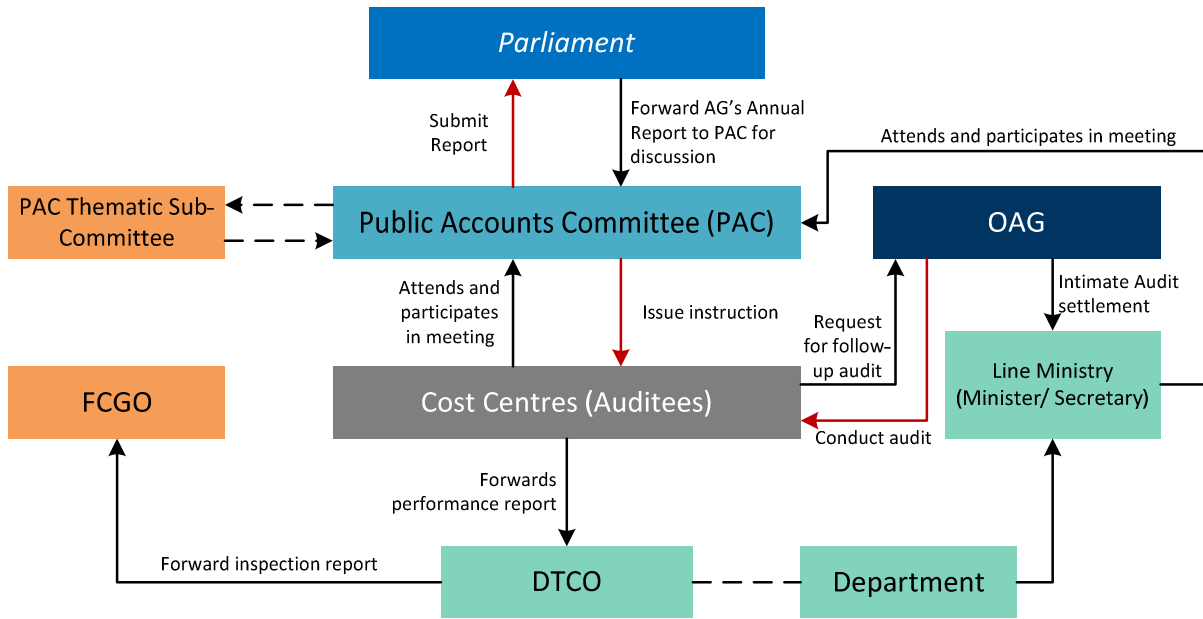 Parliament
Submit
Report
Forward AG’s Annual
Report to PAC for
discussion
Attends and participates in meeting
PAC Thematic Sub-
Committee
Public Accounts Committee (PAC)
OAG
Attends and
participates
in meeting
Issue instruction
Request
for follow-
up audit
Intimate Audit
settlement
FCGO
Cost Centres (Auditees)
Line Ministry
(Minister/ Secretary)
Conduct audit
Forwards
performance report
Forward inspection report
DTCO
Department